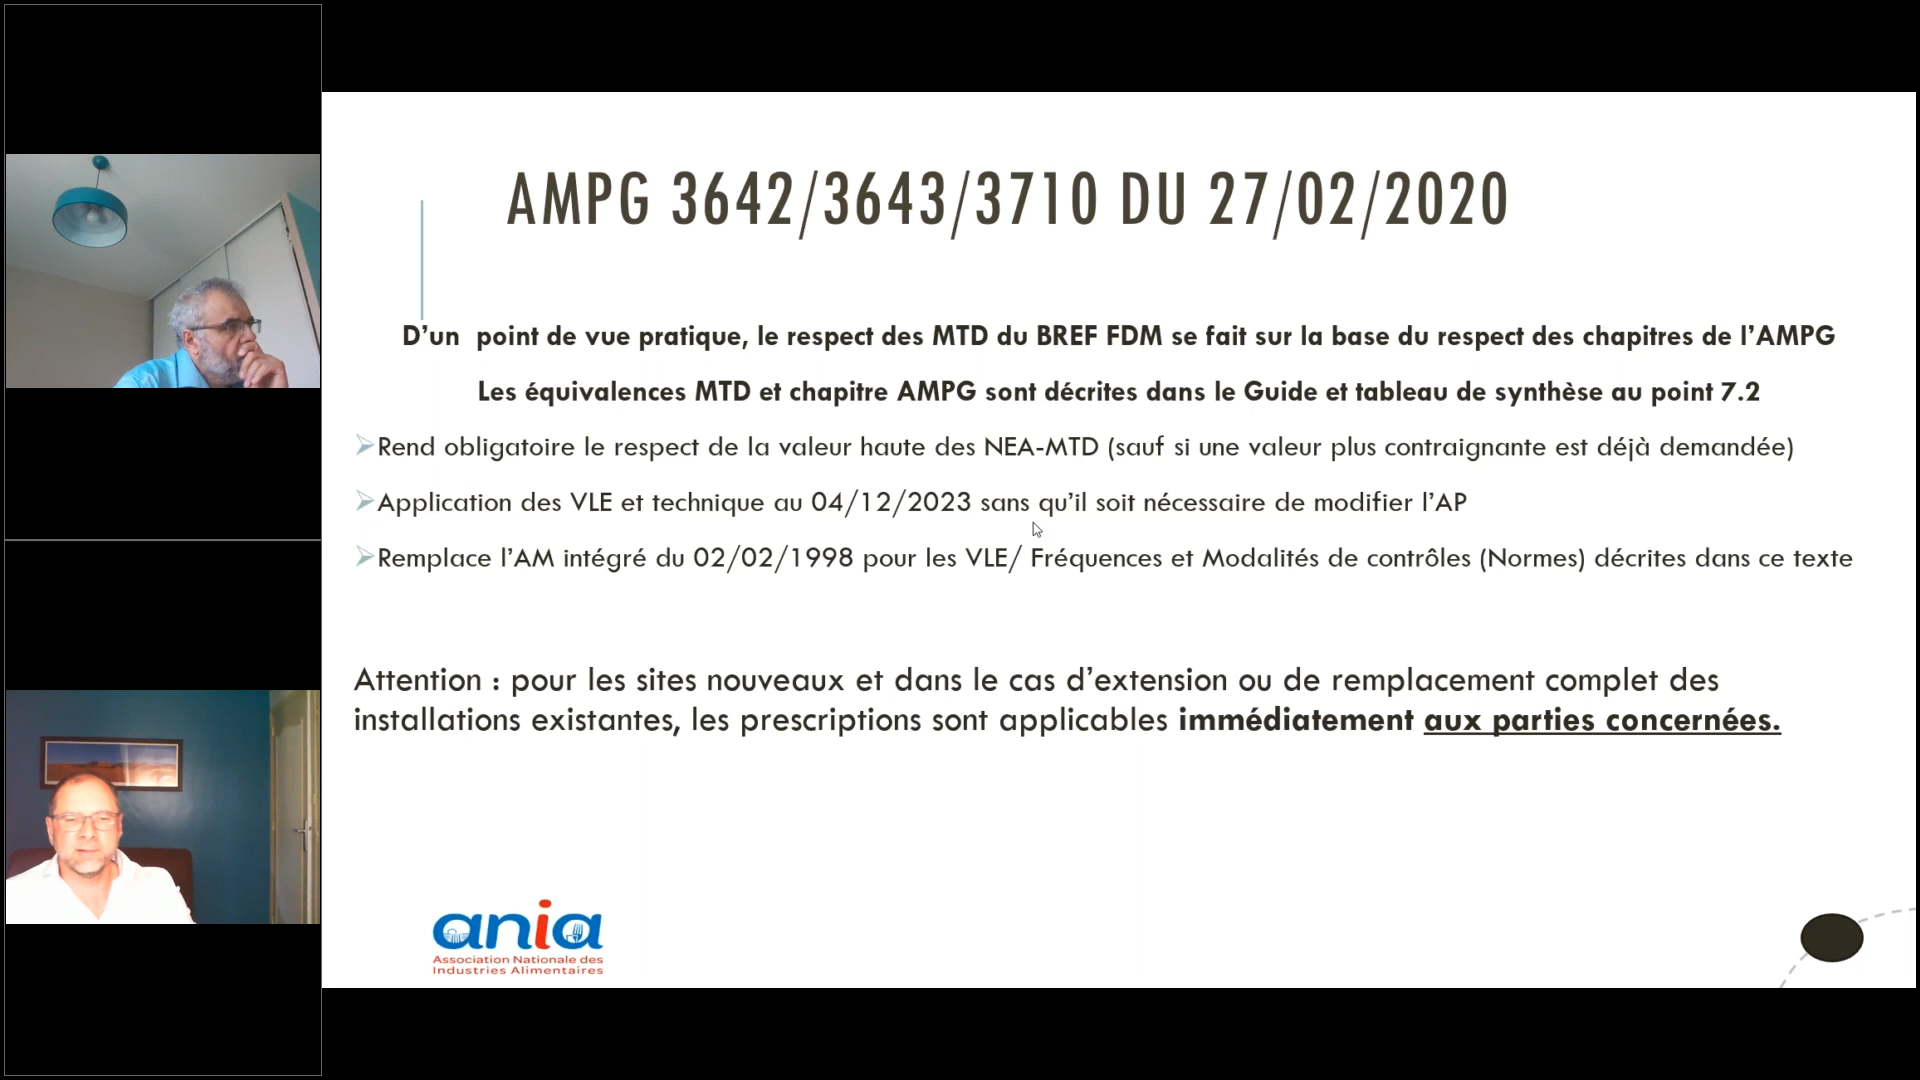 AMPG 3642/3643/3710 DU 27/02/2020
D’un  point de vue pratique, le respect des MTD du BREF FDM se fait sur la base du respect des chapitres de l’AMPG
Les équivalences MTD et chapitre AMPG sont décrites dans le Guide et tableau de synthèse au point 7.2
Rend obligatoire le respect de la valeur haute des NEA-MTD (sauf si une valeur plus contraignante est déjà demandée)
Application des VLE et technique au 04/12/2023 sans qu’il soit nécessaire de modifier l’AP
Remplace l’AM intégré du 02/02/1998 pour les VLE/ Fréquences et Modalités de contrôles (Normes) décrites dans ce texte
Attention : pour les sites nouveaux et dans le cas d’extension ou de remplacement complet des
installations existantes, les prescriptions sont applicables immédiatement aux parties concernées.
ania
Association Nationale des
Industries Alimentaires